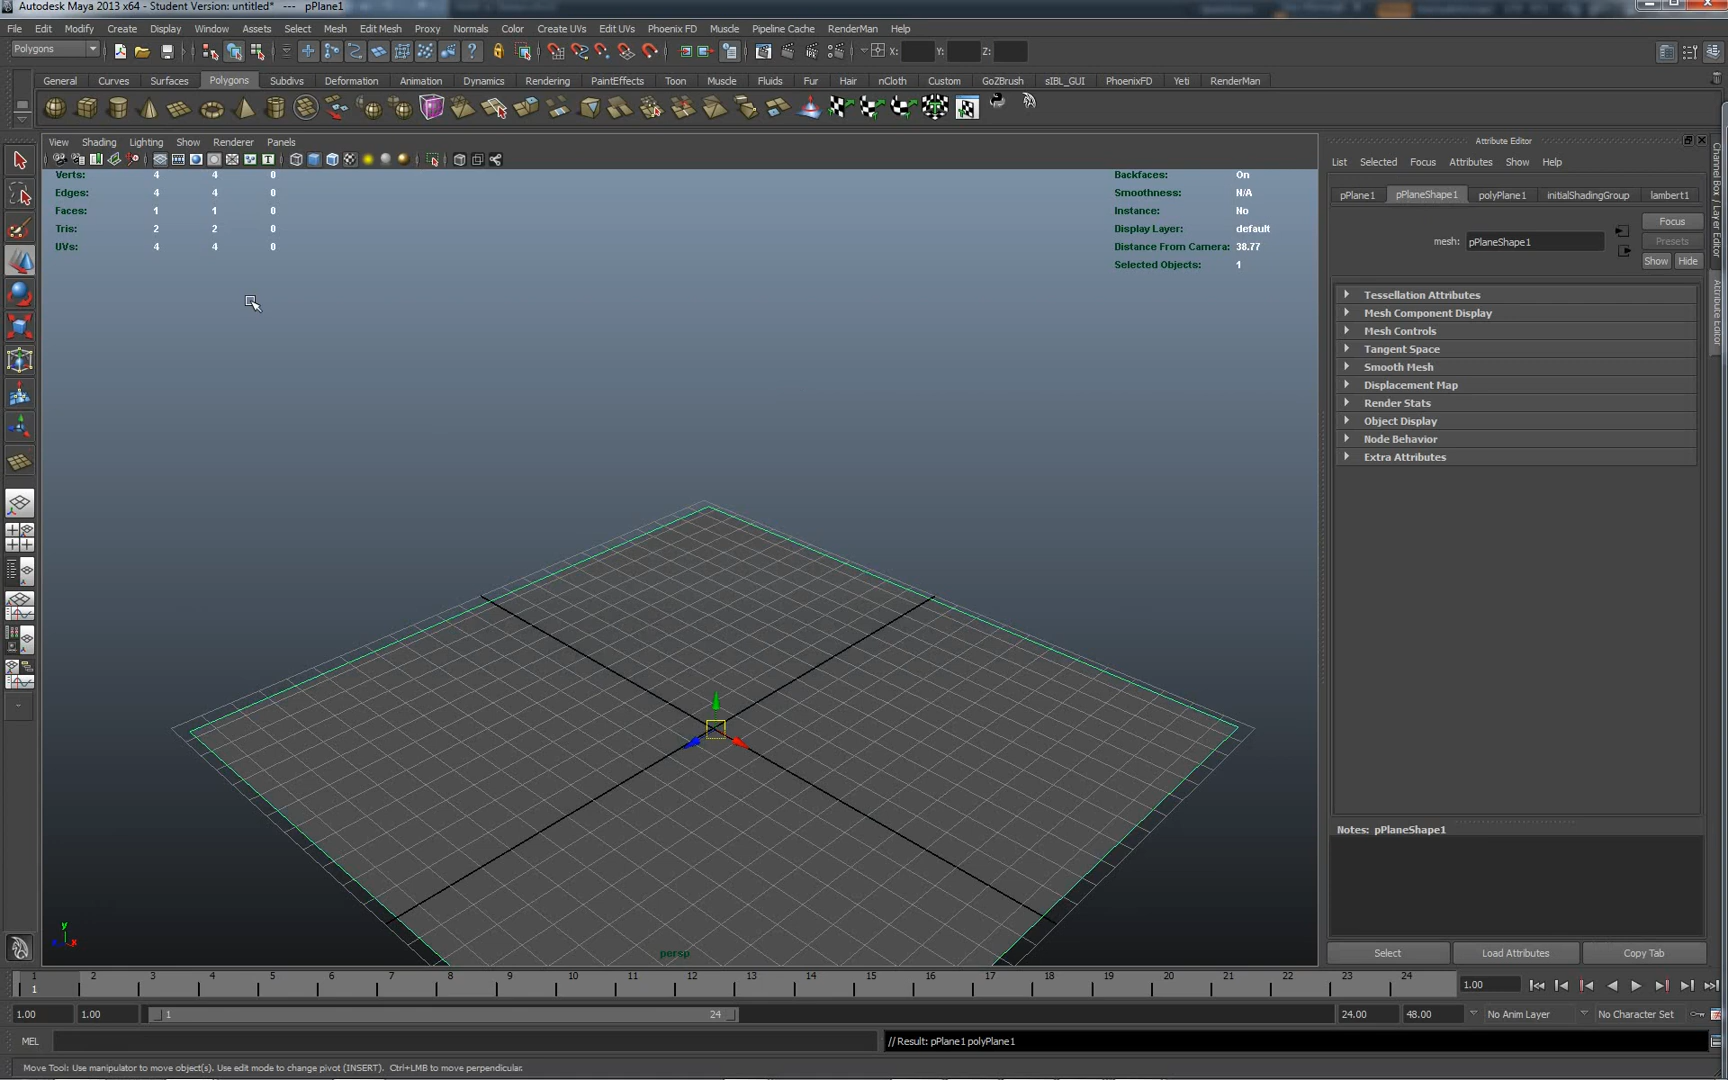 Autodesk Maya 2013 x64 - Student Version: untitled*   ---   pPlane1
File Edit Modify Create Display Window Assets Select Mesh Edit Mesh Proxy Normals Color Create UVs Edit UVs Phoenix FD Muscle Pipeline Cache RenderMan Help
Polygons X: Y: Z:
General Curves Surfaces Polygons Subdivs Deformation Animation Dynamics Rendering PaintEffects Toon Muscle Fluids Fur Hair nCloth Custom GoZBrush sIBL_GUI PhoenixFD Yeti RenderMan
View Shading Lighting Show Renderer Panels
Verts: 4 4 0
Edges: 4 4 0
Faces: 1 1 0
Tris: 2 2 0
UVs: 4 4 0
Backfaces: On
Smoothness: N/A
Instance: No
Display Layer: default
Distance From Camera: 38.77
Selected Objects: 1
y
x
persp
Attribute Editor
List Selected Focus Attributes Show Help
pPlane1 pPlaneShape1 polyPlane1 initialShadingGroup lambert1
Focus
mesh: pPlaneShape1 Presets
Show Hide
Tessellation Attributes
Mesh Component Display
Mesh Controls
Tangent Space
Smooth Mesh
Displacement Map
Render Stats
Object Display
Node Behavior
Extra Attributes
Notes: pPlaneShape1
Select Load Attributes Copy Tab
Channel Box / Layer Editor
Attribute Editor
1 2 3 4 5 6 7 8 9 10 11 12 13 14 15 16 17 18 19 20 21 22 23 24
1 1.00
1.00 1.00 1 24 24.00 48.00 No Anim Layer No Character Set
MEL // Result: pPlane1 polyPlane1
Move Tool: Use manipulator to move object(s). Use edit mode to change pivot (INSERT). Ctrl+LMB to move perpendicular.